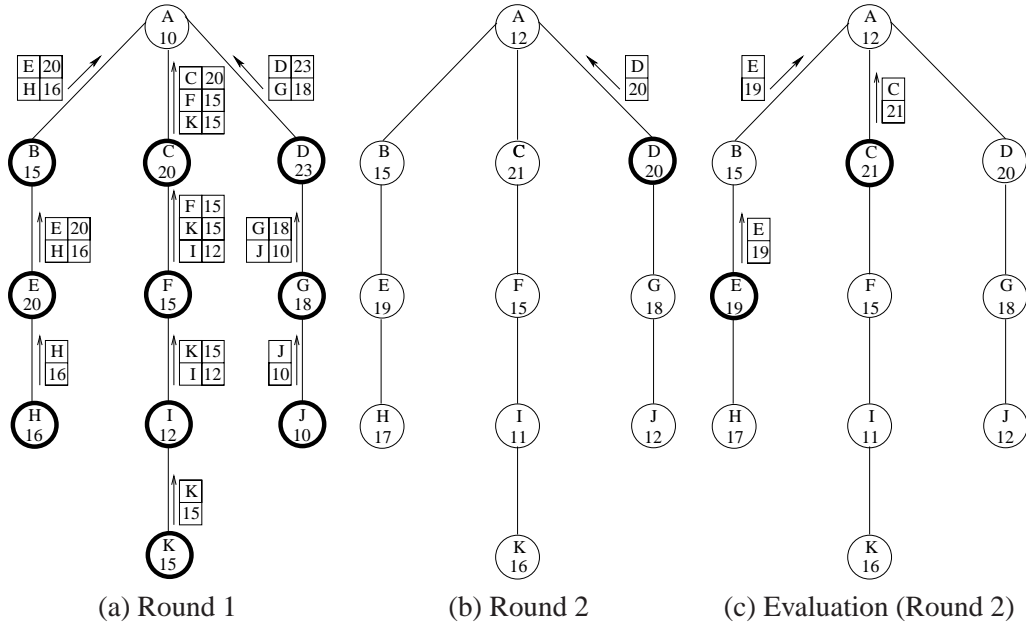 A
10
E 20
H 16
C 20
F 15
K 15
D 23
G 18
B
15
C
20
D
23
E 20
H 16
F 15
K 15
I 12
G 18
J 10
E
20
F
15
G
18
H
16
K 15
I 12
J
10
H
16
I
12
J
10
K
15
K
15
(a) Round 1
A
12
D
20
B
15
C
21
D
20
E
19
F
15
G
18
H
17
I
11
J
12
K
16
(b) Round 2
A
12
E
19
C
21
B
15
C
21
D
20
E
19
E
19
F
15
G
18
H
17
I
11
J
12
K
16
(c) Evaluation (Round 2)